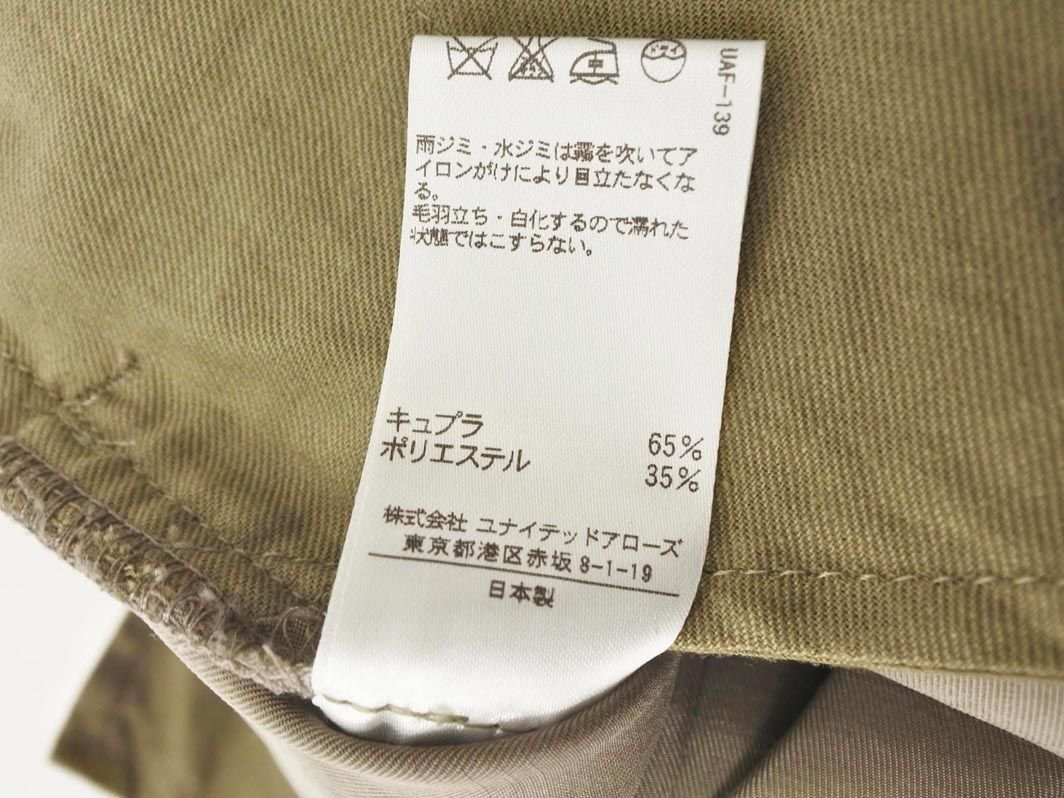 ドライ
中
UAF-139
雨ジミ・水ジミは霧を吹いてア
イロンがけにより目立たなくな
る。
毛羽立ち・白化するので濡れた
状態ではこすらない。
キュプラ 65%
ポリエステル 35%
株式会社 ユナイテッドアローズ
東京都港区赤坂 8-1-19
日本製